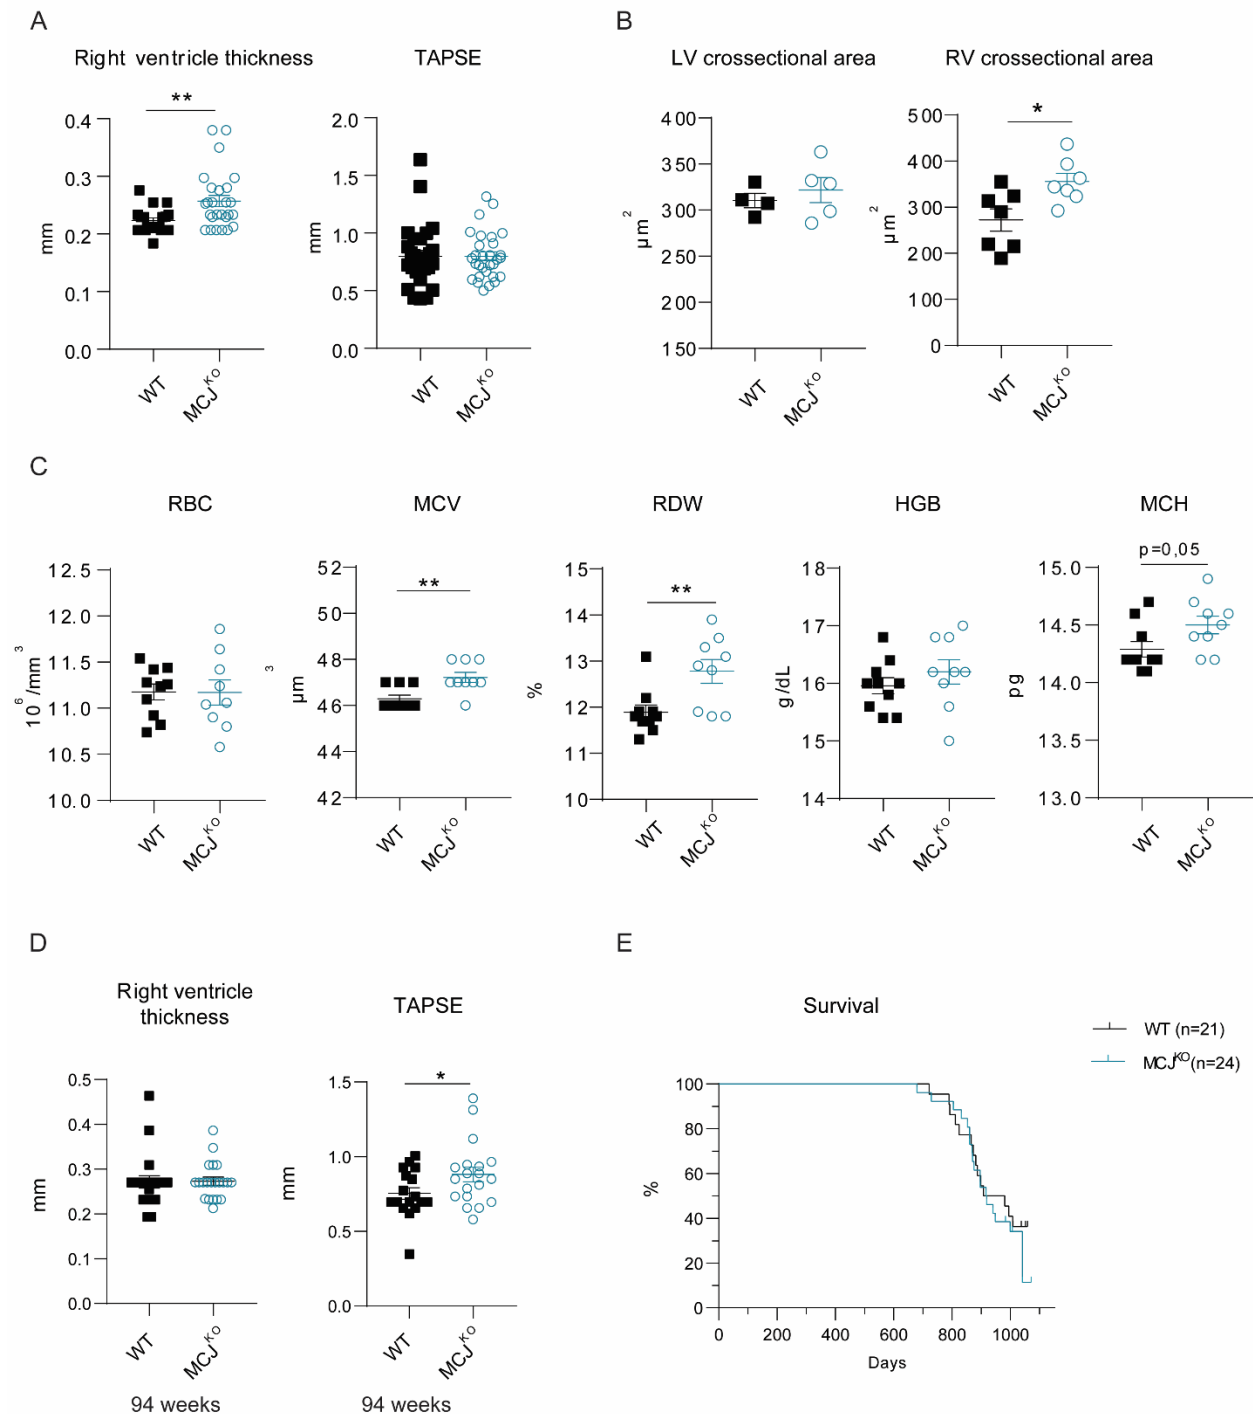 A
B
Right ventricle thickness
TAPSE
LV crossectional area
RV crossectional area
**
*
0.4
0.3
0.2
0.1
0.0
mm
WT
MCJKO
2.0
1.5
1.0
0.5
0.0
mm
WT
MCJKO
400
350
300
250
200
150
µm2
WT
MCJKO
500
400
300
200
100
0
µm2
WT
MCJKO
C
RBC
MCV
RDW
HGB
MCH
12.5
12.0
11.5
11.0
10.5
10.0
106/mm3
WT
MCJKO
**
52
50
48
46
44
42
µm3
WT
MCJKO
**
15
14
13
12
11
10
%
WT
MCJKO
18
17
16
15
14
g/dL
WT
MCJKO
p=0,05
15.0
14.5
14.0
13.5
13.0
pg
WT
MCJKO
D
E
Right ventricle
thickness
TAPSE
Survival
0.5
0.4
0.3
0.2
0.1
0.0
mm
WT
MCJKO
94 weeks
*
1.5
1.0
0.5
0.0
mm
WT
MCJKO
94 weeks
WT (n=21)
MCJKO(n=24)
100
80
60
40
20
0
%
0 200 400 600 800 1000
Days